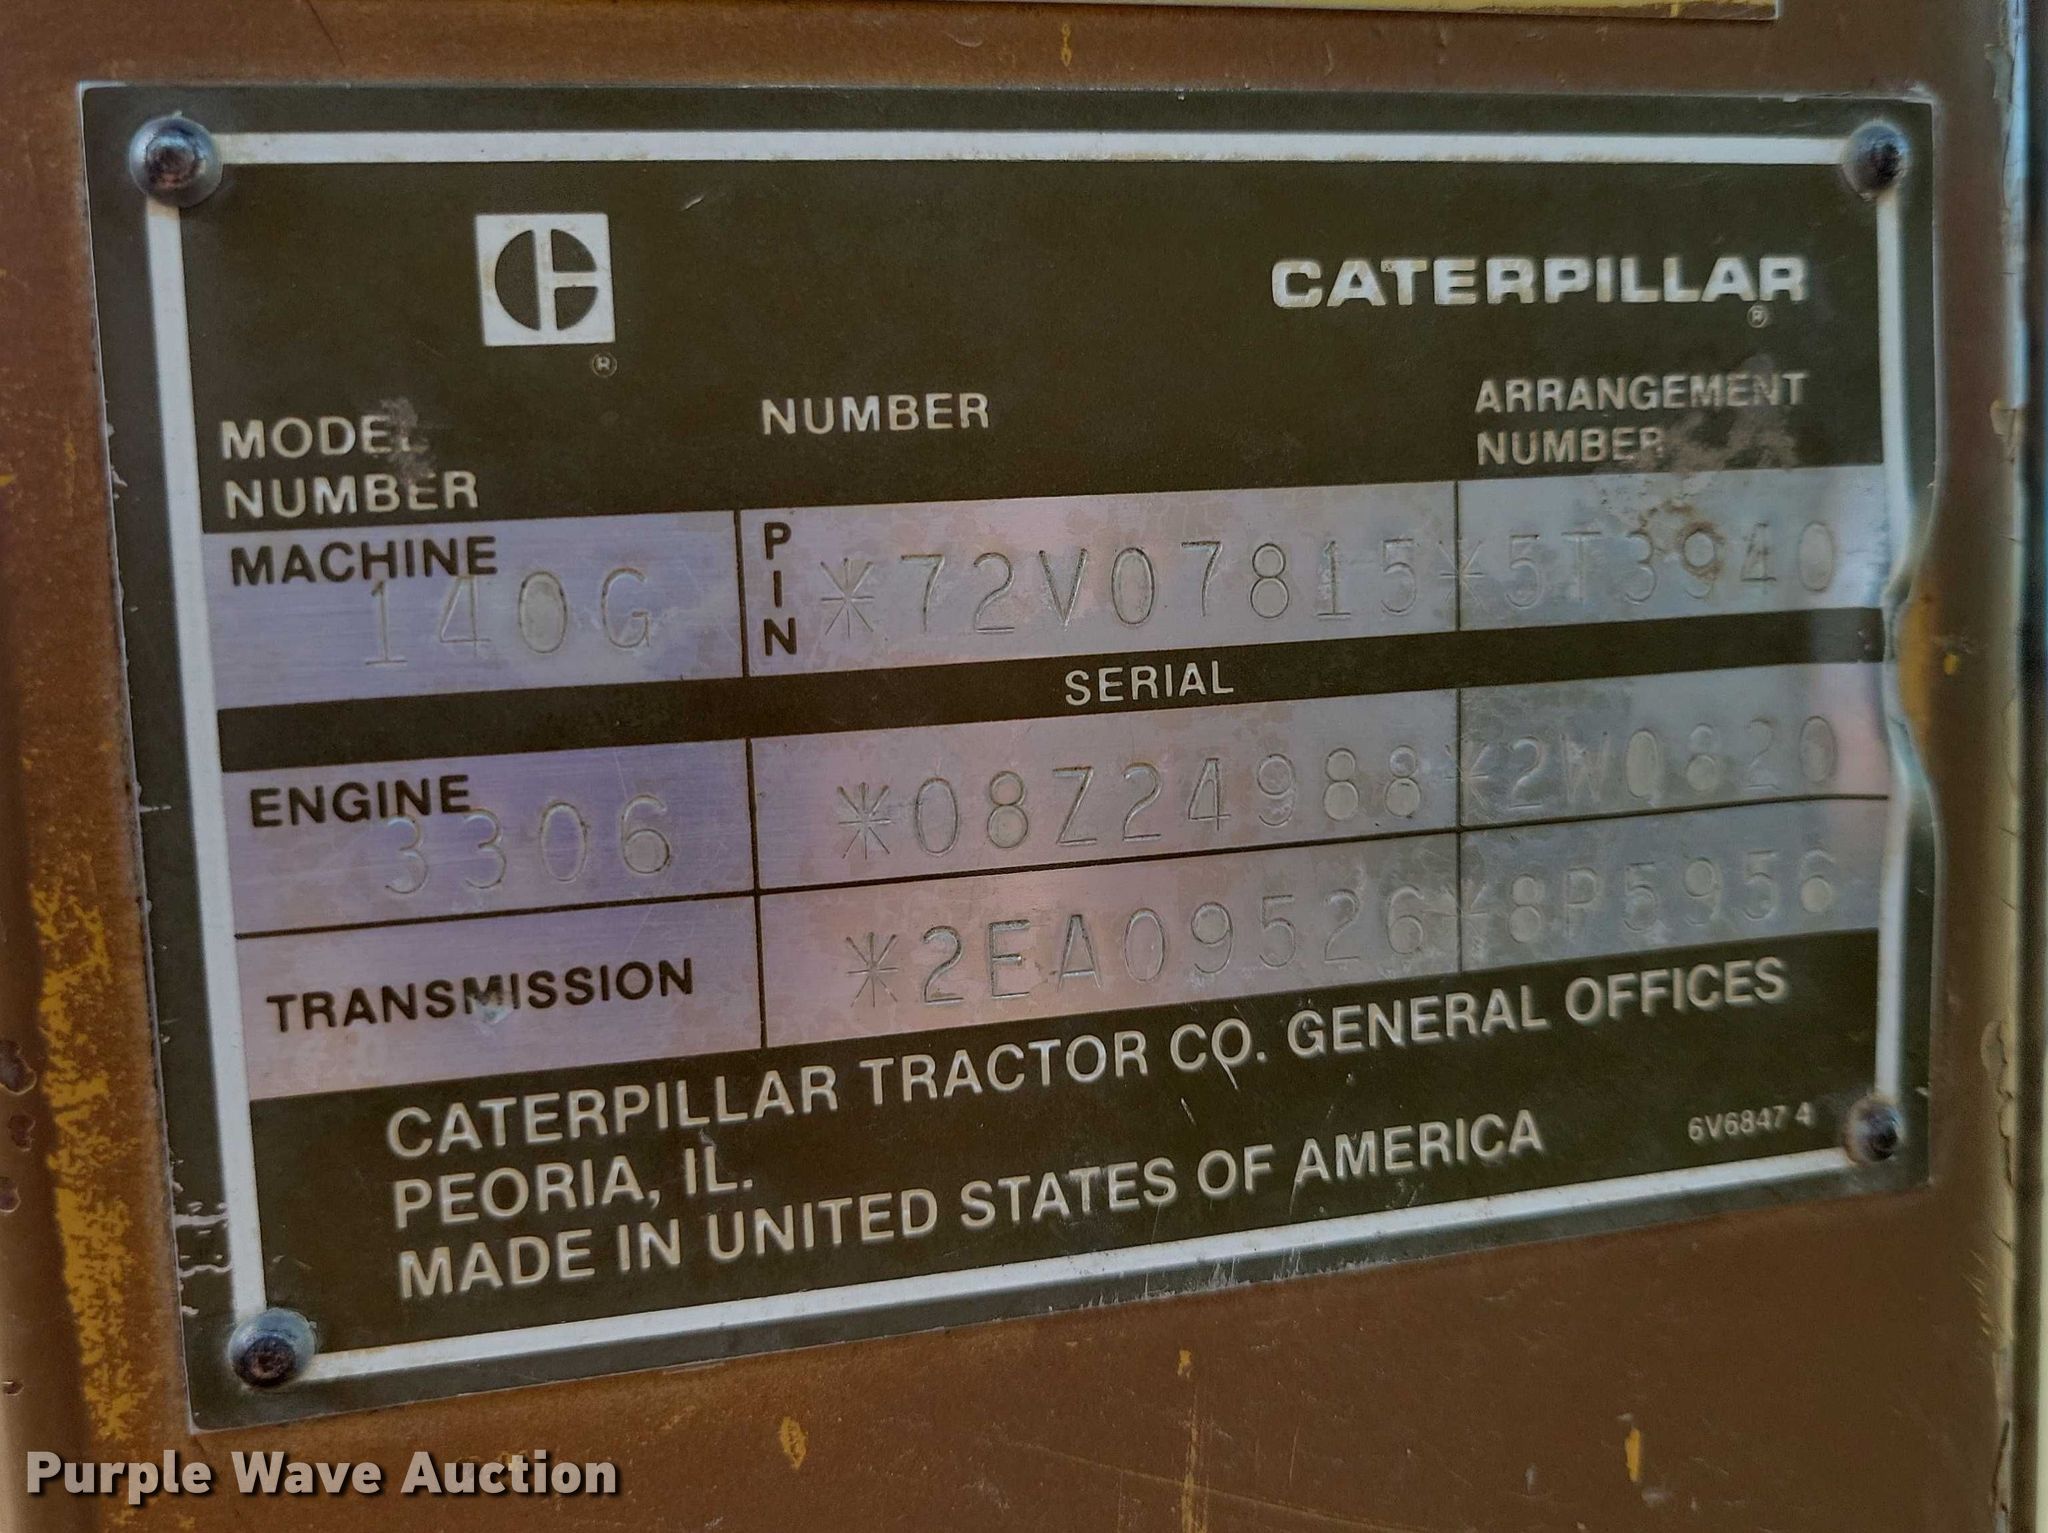 CATERPILLAR
®
®
MODEL
NUMBER
NUMBER
ARRANGEMENT
NUMBER
MACHINE
140G
PIN
*72V07815*
5T3940
SERIAL
ENGINE
3306
*08Z24988*
2W0820
TRANSMISSION
*2EA09526*
8P5956
CATERPILLAR TRACTOR CO. GENERAL OFFICES
PEORIA, IL.
MADE IN UNITED STATES OF AMERICA
6V6847 4
Purple Wave Auction